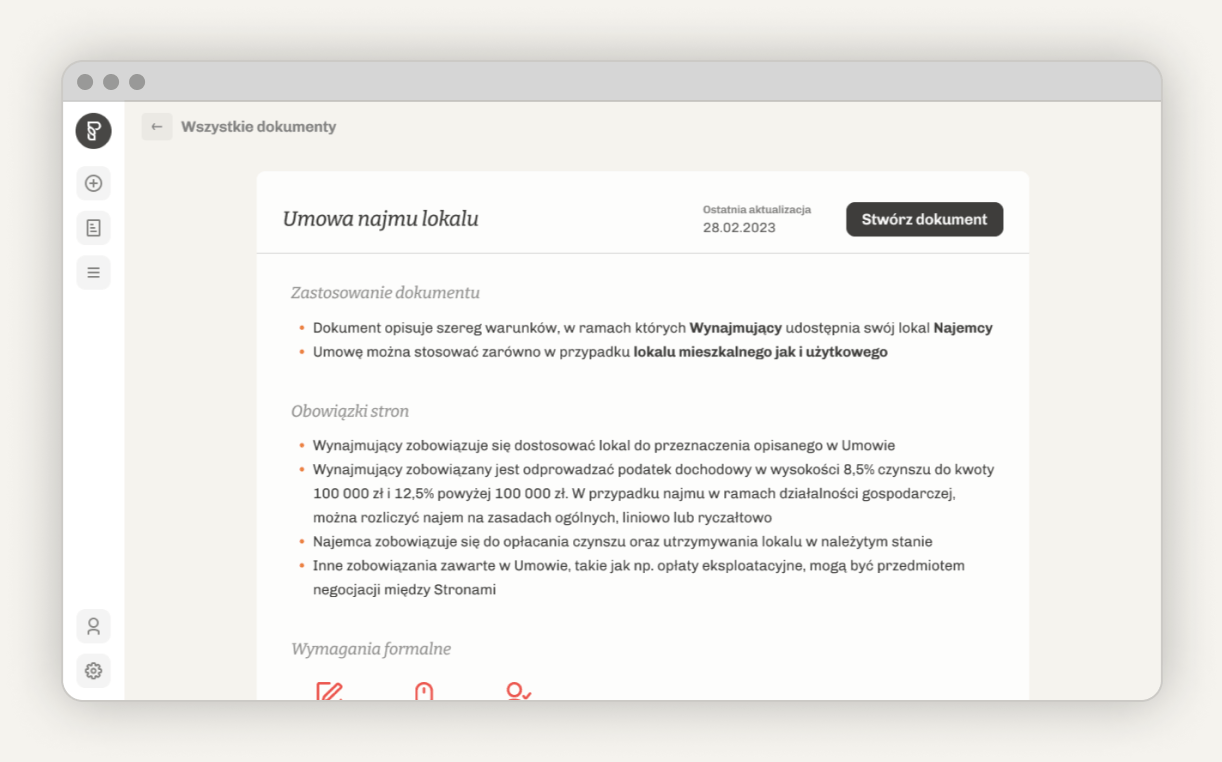 Wszystkie dokumenty
Umowa najmu lokalu
Ostatnia aktualizacja
28.02.2023
Stwórz dokument
Zastosowanie dokumentu
• Dokument opisuje szereg warunków, w ramach których Wynajmujący udostępnia swój lokal Najemcy
• Umowę można stosować zarówno w przypadku lokalu mieszkalnego jak i użytkowego
Obowiązki stron
• Wynajmujący zobowiązuje się dostosować lokal do przeznaczenia opisanego w Umowie
• Wynajmujący zobowiązany jest odprowadzać podatek dochodowy w wysokości 8,5% czynszu do kwoty
100 000 zł i 12,5% powyżej 100 000 zł. W przypadku najmu w ramach działalności gospodarczej,
można rozliczyć najem na zasadach ogólnych, liniowo lub ryczałtowo
• Najemca zobowiązuje się do opłacania czynszu oraz utrzymywania lokalu w należytym stanie
• Inne zobowiązania zawarte w Umowie, takie jak np. opłaty eksploatacyjne, mogą być przedmiotem
negocjacji między Stronami
Wymagania formalne